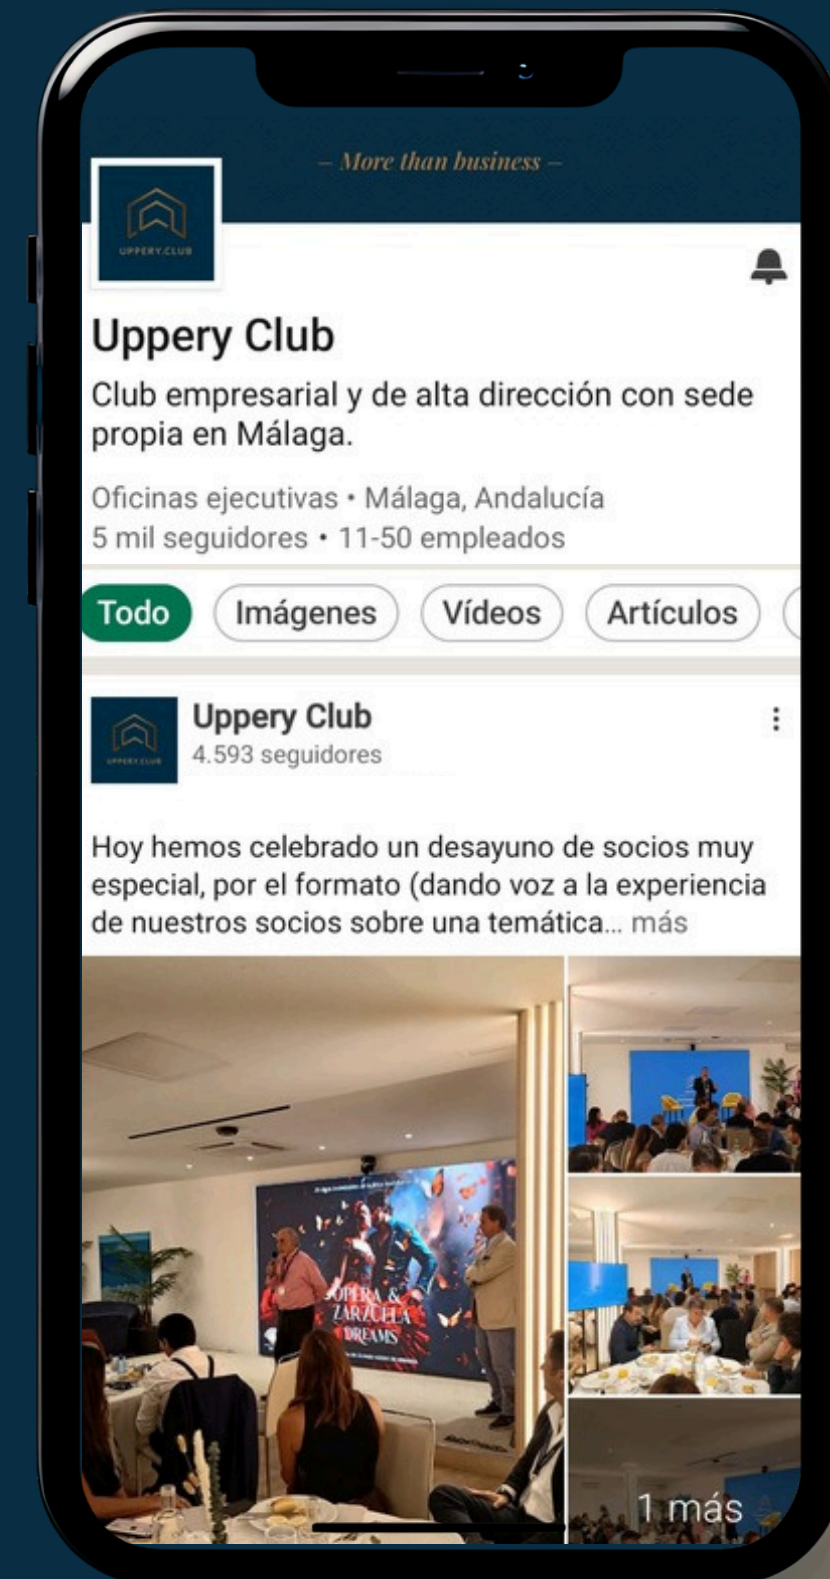 – More than business –
UPPERY.CLUB
Uppery Club
Club empresarial y de alta dirección con sede
propia en Málaga.
Oficinas ejecutivas • Málaga, Andalucía
5 mil seguidores • 11-50 empleados
Todo
Imágenes
Vídeos
Artículos
UPPERY.CLUB
Uppery Club
4.593 seguidores
Hoy hemos celebrado un desayuno de socios muy
especial, por el formato (dando voz a la experiencia
de nuestros socios sobre una temática... más
OPERA &
ZARZUELA
DREAMS
1 más